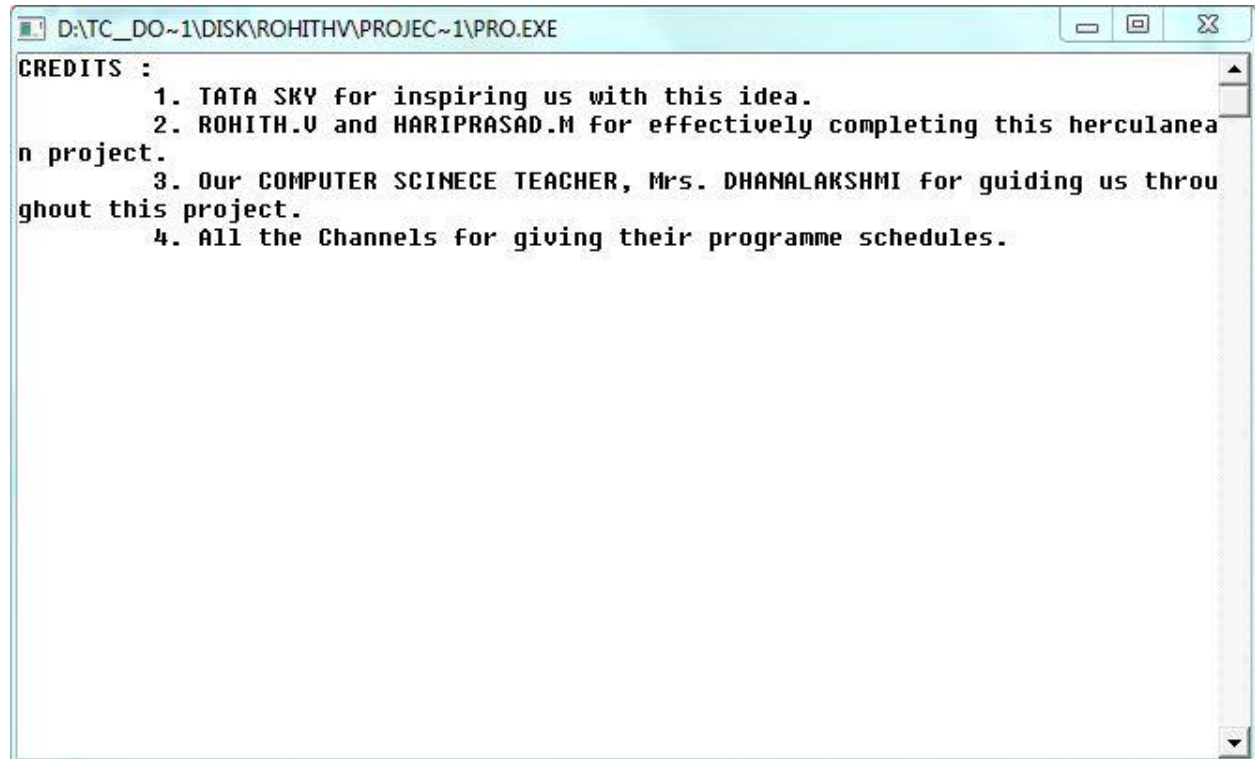 D:\TC__DO~1\DISK\ROHITHV\PROJEC~1\PRO.EXE
CREDITS :
1. TATA SKY for inspiring us with this idea.
2. ROHITH.V and HARIPRASAD.M for effectively completing this herculanea
n project.
3. Our COMPUTER SCINECE TEACHER, Mrs. DHANALAKSHMI for guiding us throu
ghout this project.
4. All the Channels for giving their programme schedules.